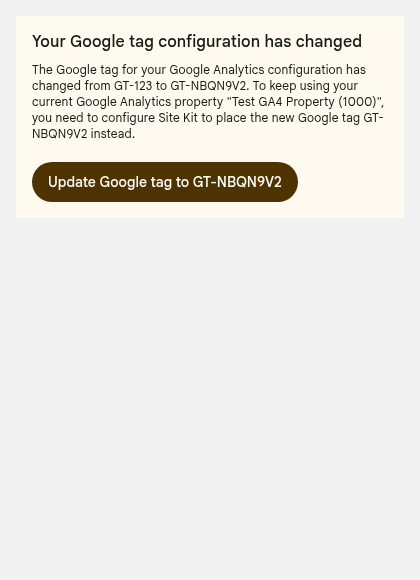 Your Google tag configuration has changed
The Google tag for your Google Analytics configuration has
changed from GT-123 to GT-NBQN9V2. To keep using your
current Google Analytics property "Test GA4 Property (1000)",
you need to configure Site Kit to place the new Google tag GT-
NBQN9V2 instead.
Update Google tag to GT-NBQN9V2